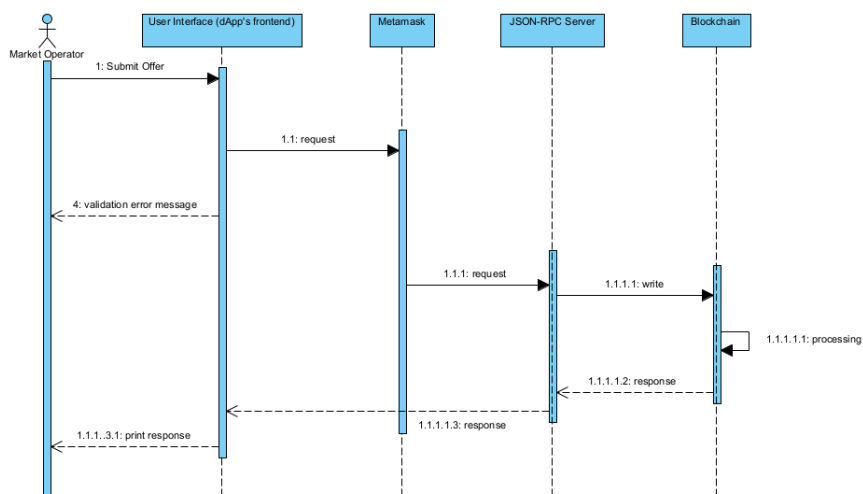 User Interface (dApp's frontend)
Metamask
JSON-RPC Server
Blockchain
Market Operator
1: Submit Offer
1.1: request
4: validation error message
1.1.1: request
1.1.1.1: write
1.1.1.1.1: processing
1.1.1.1.2: response
1.1.1.1.3: response
1.1.1..3.1: print response